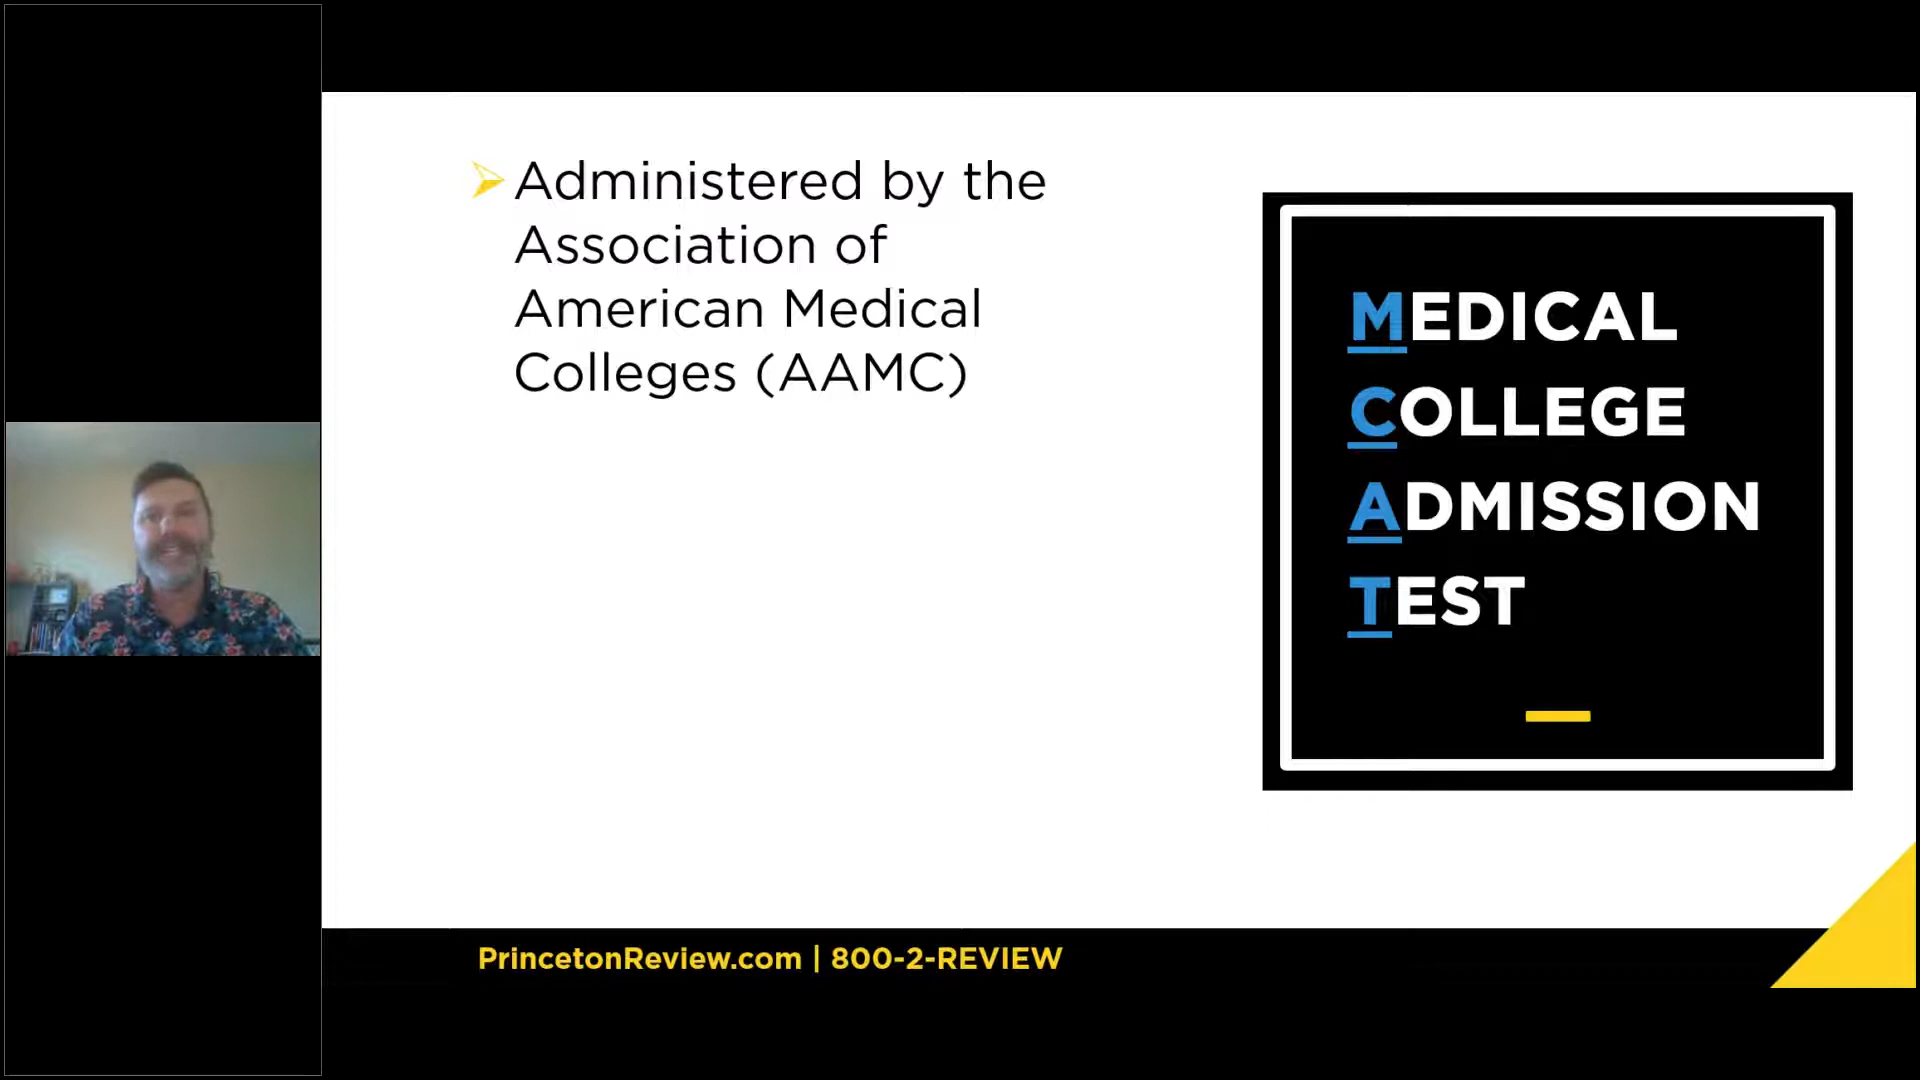 Administered by the
Association of
American Medical
Colleges (AAMC)
MEDICAL
COLLEGE
ADMISSION
TEST
PrincetonReview.com | 800-2-REVIEW